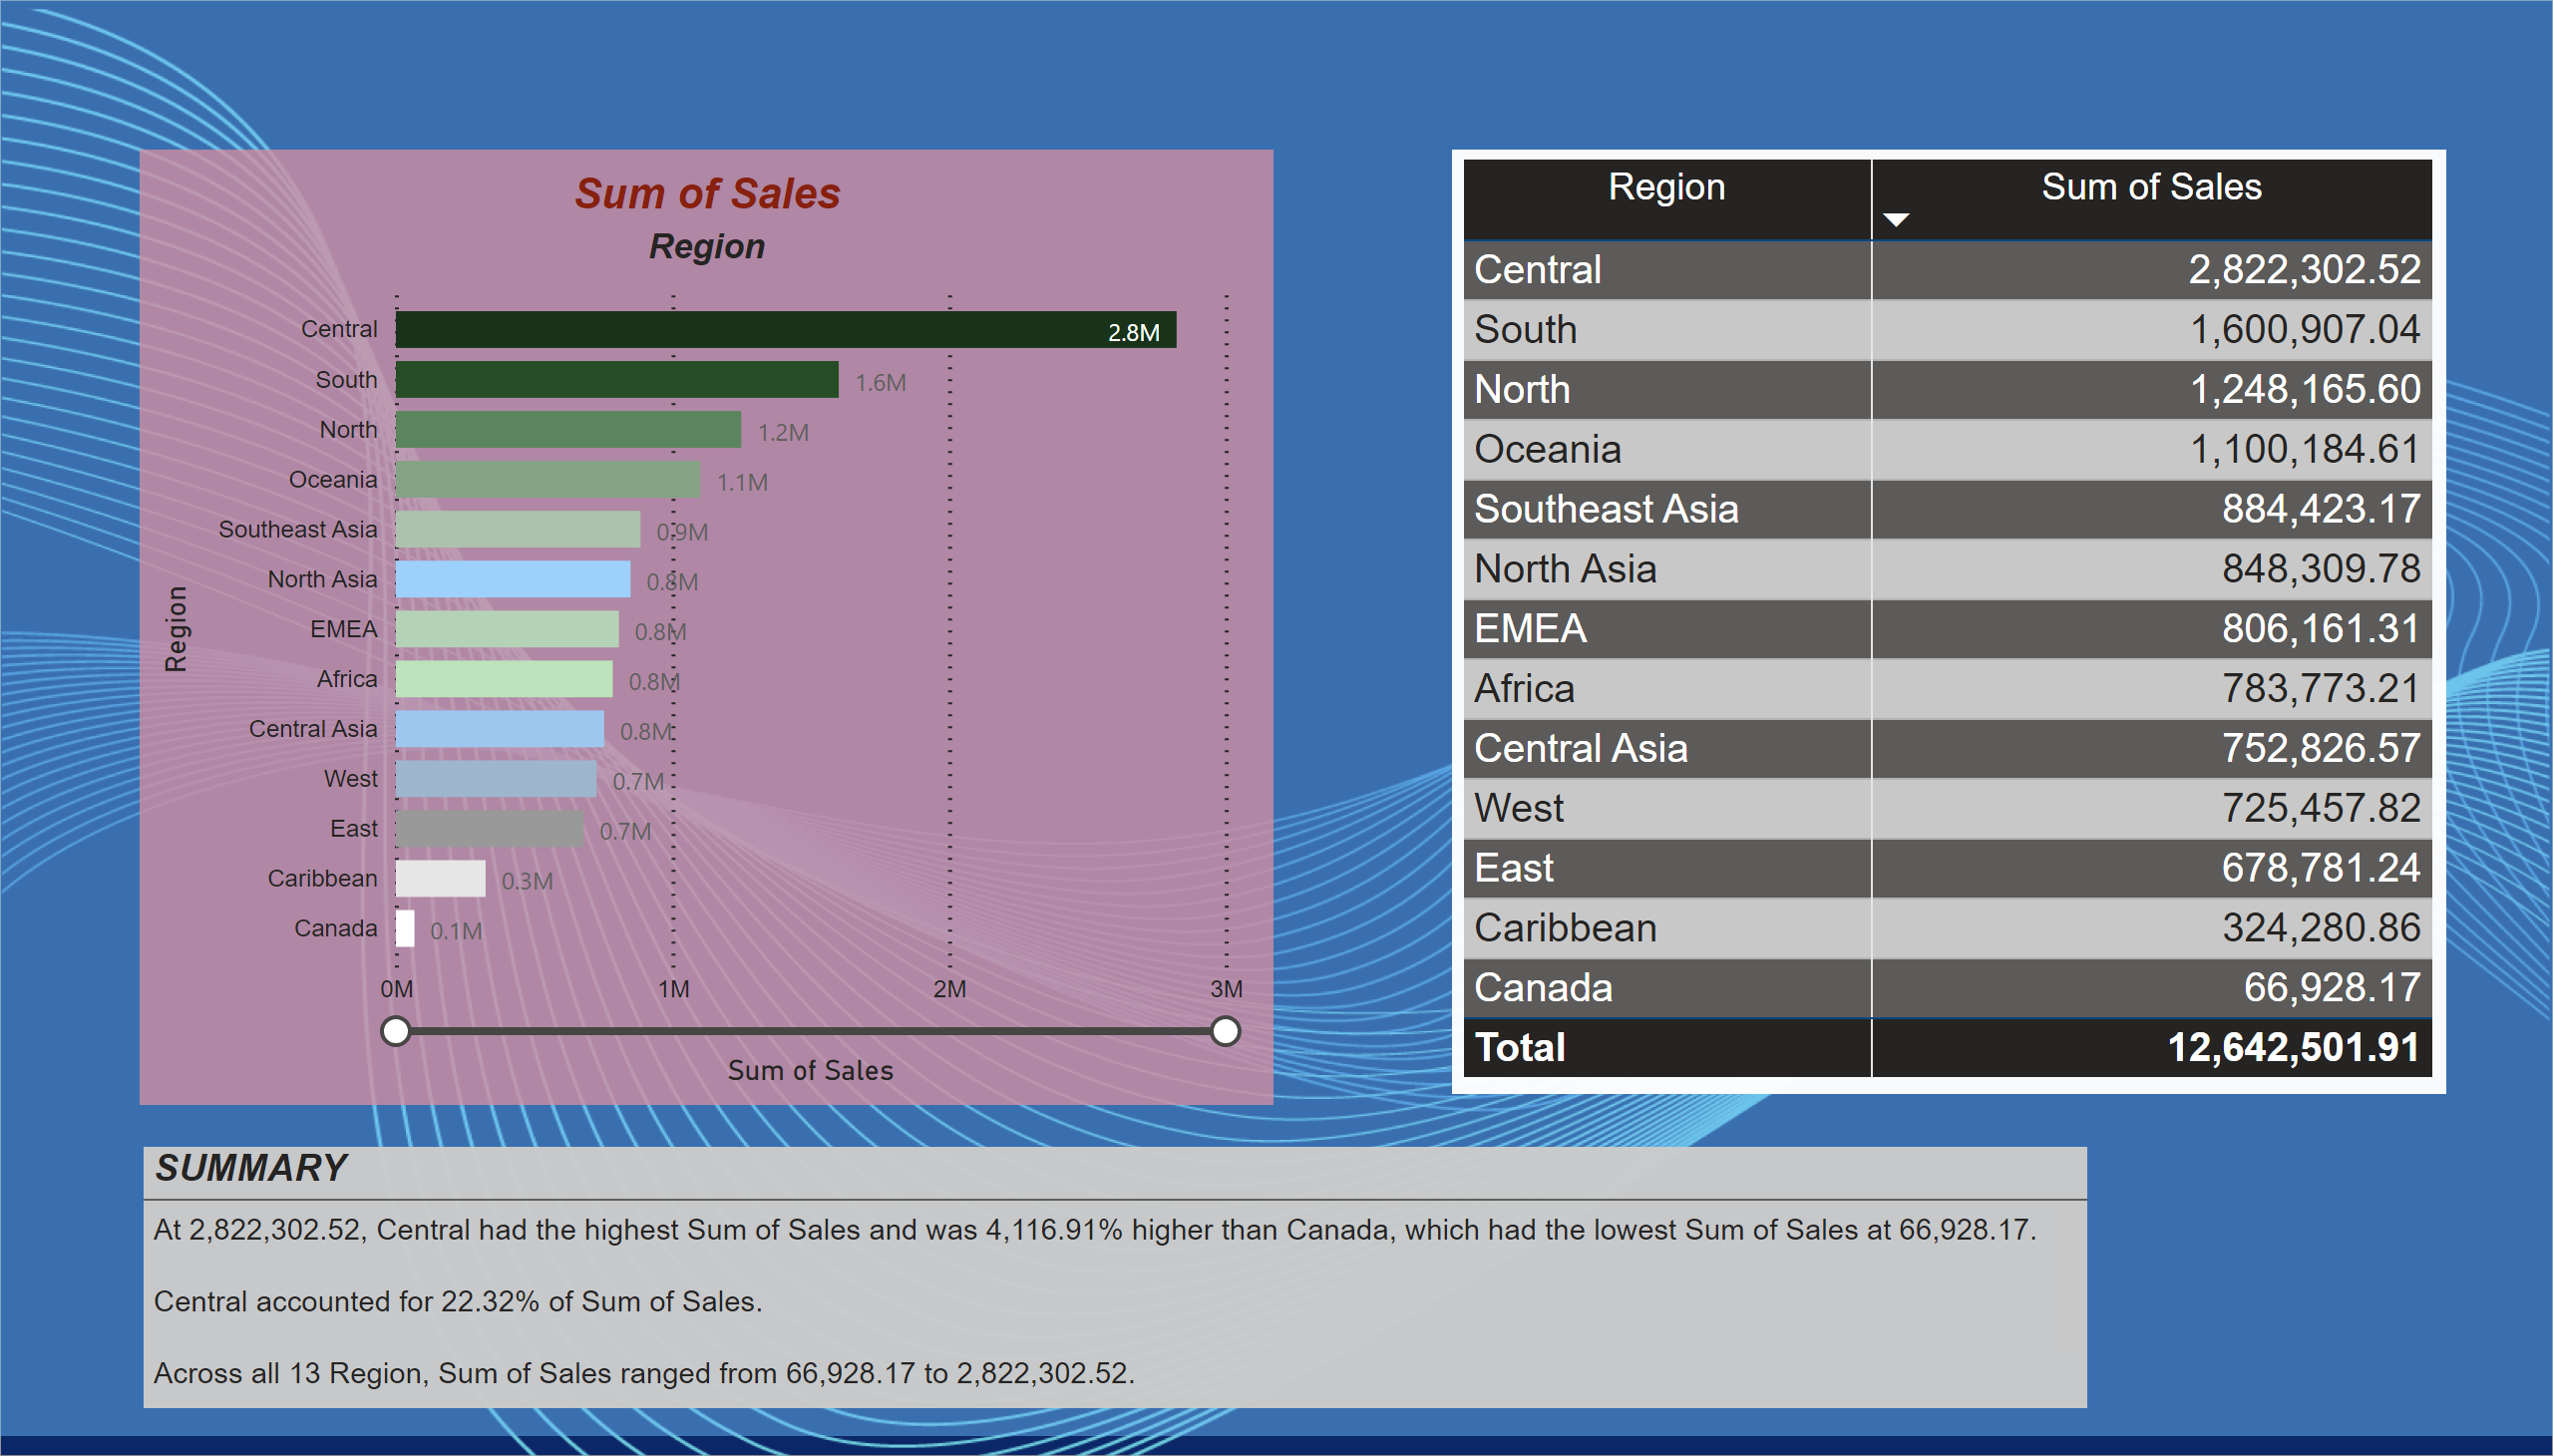 Sum of Sales
Region
Region
Central 2.8M
South 1.6M
North 1.2M
Oceania 1.1M
Southeast Asia 0.9M
North Asia 0.8M
EMEA 0.8M
Africa 0.8M
Central Asia 0.8M
West 0.7M
East 0.7M
Caribbean 0.3M
Canada 0.1M
0M 1M 2M 3M
Sum of Sales
Region Sum of Sales
Central 2,822,302.52
South 1,600,907.04
North 1,248,165.60
Oceania 1,100,184.61
Southeast Asia 884,423.17
North Asia 848,309.78
EMEA 806,161.31
Africa 783,773.21
Central Asia 752,826.57
West 725,457.82
East 678,781.24
Caribbean 324,280.86
Canada 66,928.17
Total 12,642,501.91
SUMMARY
At 2,822,302.52, Central had the highest Sum of Sales and was 4,116.91% higher than Canada, which had the lowest Sum of Sales at 66,928.17.
Central accounted for 22.32% of Sum of Sales.
Across all 13 Region, Sum of Sales ranged from 66,928.17 to 2,822,302.52.